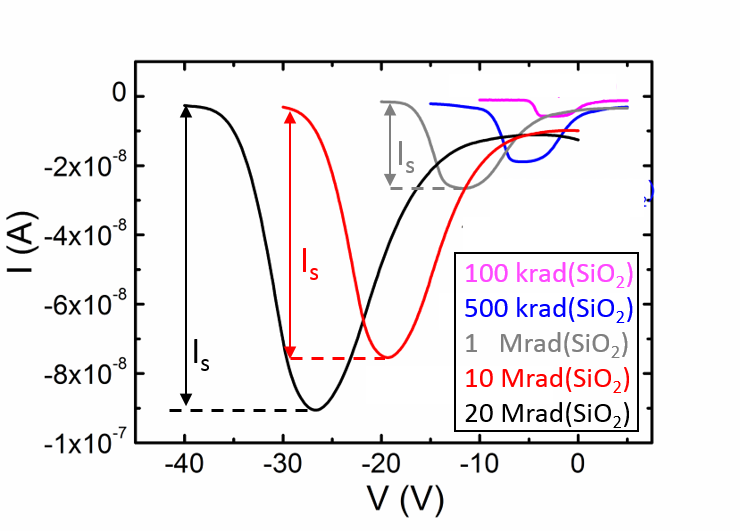 0
-2x10⁻⁸
-4x10⁻⁸
-6x10⁻⁸
-8x10⁻⁸
-1x10⁻⁷
I (A)
Iₛ
Iₛ
Iₛ
100 krad(SiO₂)
500 krad(SiO₂)
1 Mrad(SiO₂)
10 Mrad(SiO₂)
20 Mrad(SiO₂)
-40 -30 -20 -10 0
V (V)